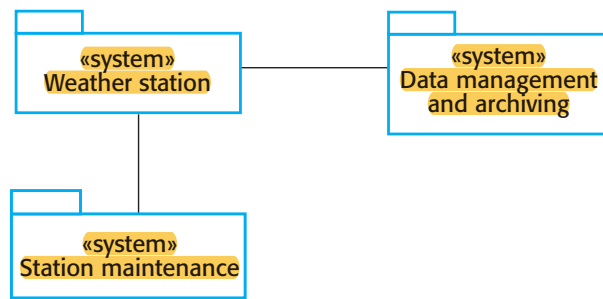 «system»
Weather station
«system»
Data management
and archiving
«system»
Station maintenance